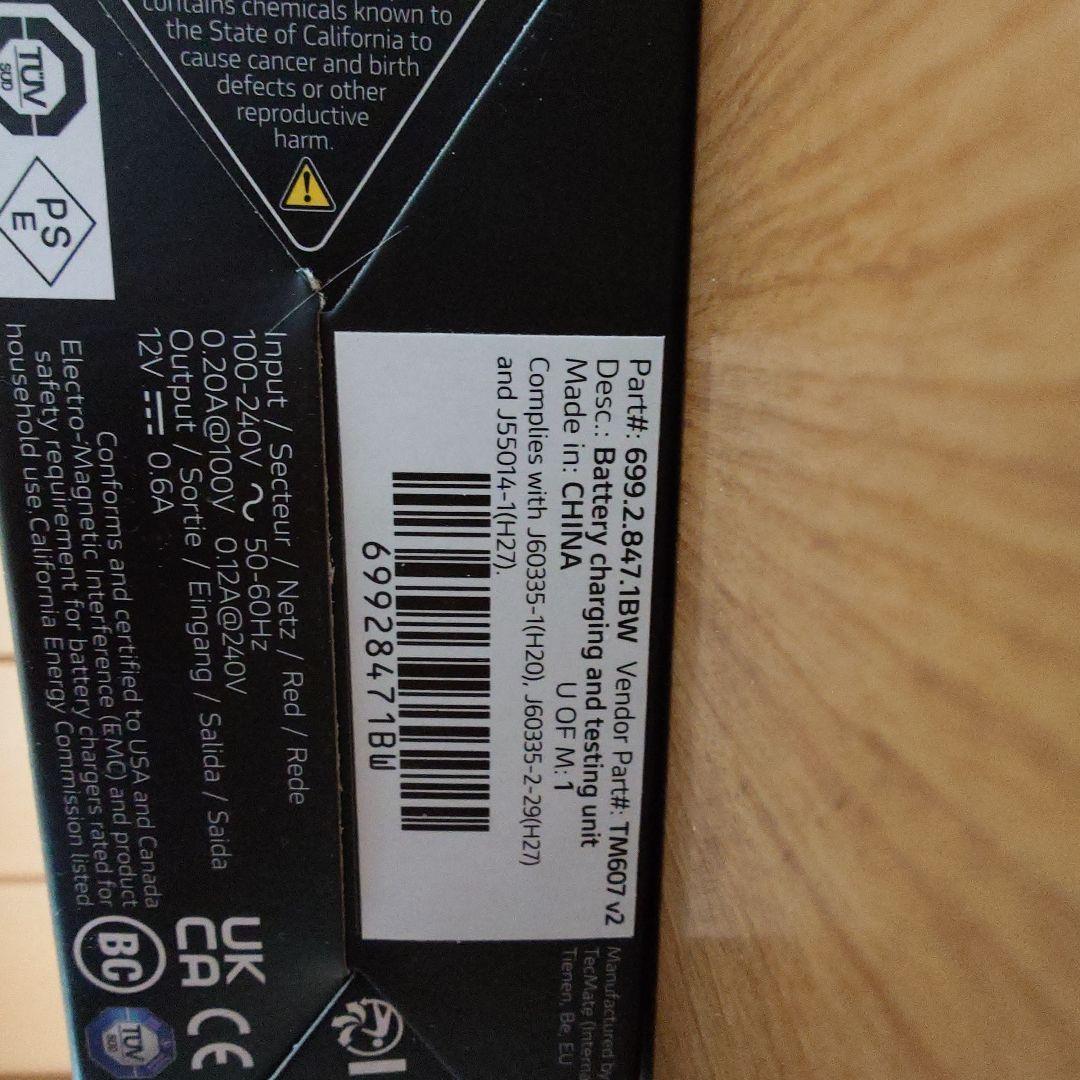 contains chemicals known to
the State of California to
cause cancer and birth
defects or other
reproductive
harm.
TÜV
SÜD
PS
E
Part#: 699.2.847.1BW Vendor Part#: TM607 v2
Desc.: Battery charging and testing unit
Made in: CHINA U OF M: 1
Complies with J60335-1(H20), J60335-2-29(H27)
and J55014-1(H27).
69928471BW
Input / Secteur / Netz / Red / Rede
100-240V ~ 50-60Hz
0.20A@100V 0.12A@240V
Output / Sortie / Eingang / Salida / Saida
12V ⎓ 0.6A
Conforms and certified to USA and Canada
Electro-Magnetic Interference (EMC) and product
safety requirement for battery chargers rated for
household use.California Energy Commission listed
UK
CA
CE
BC
TÜV
SÜD
Manufactured by
TecMate (Interna
Tienen, Be, EU